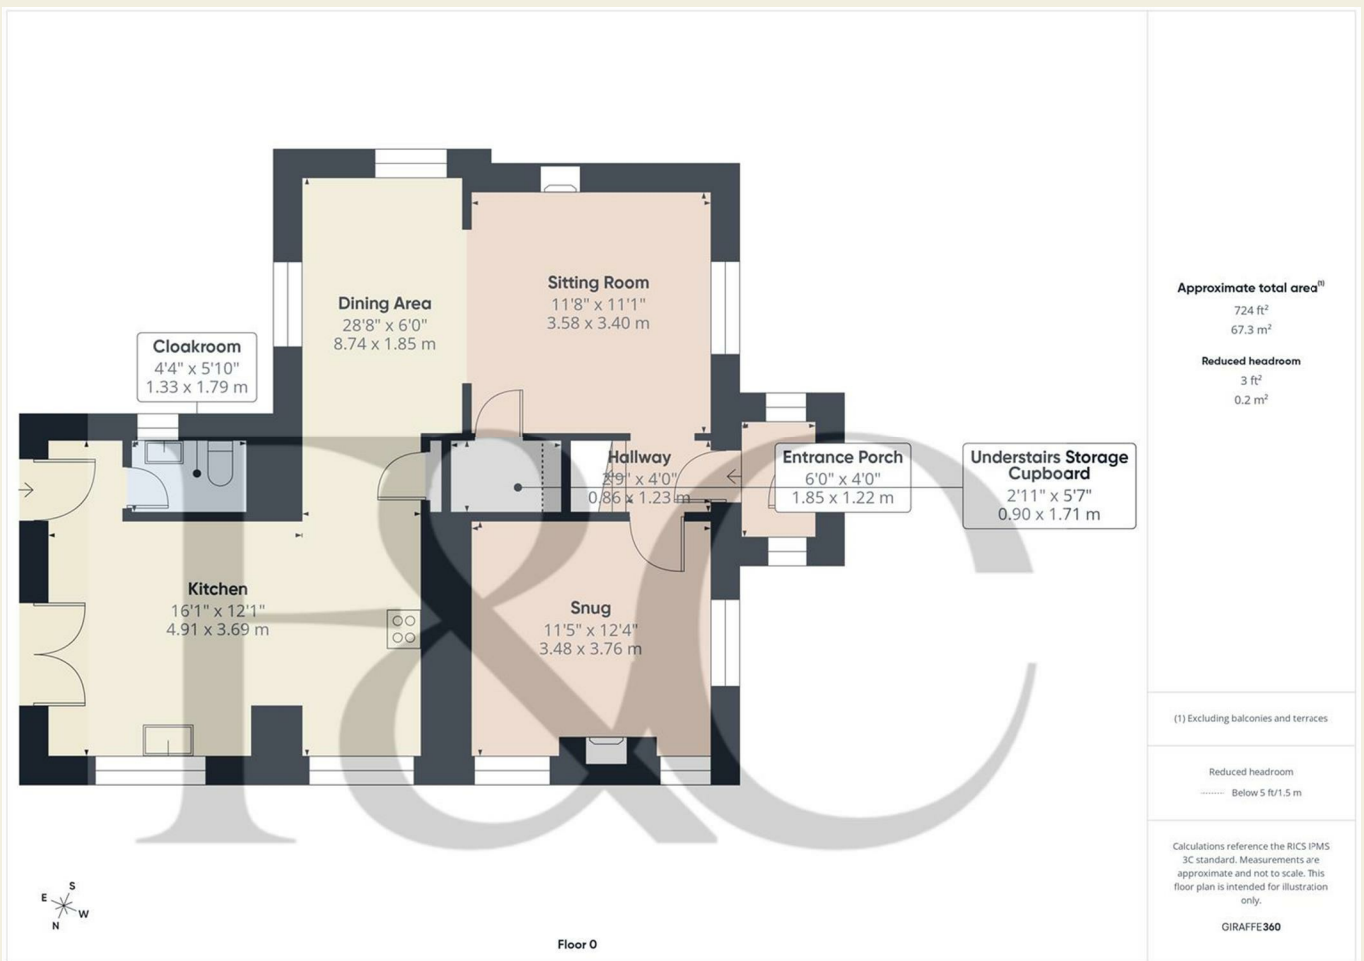 Dining Area
28'8" x 6'0"
8.74 x 1.85 m
Sitting Room
11'8" x 11'1"
3.58 x 3.40 m
Cloakroom
4'4" x 5'10"
1.33 x 1.79 m
Hallway
2'9" x 4'0"
0.86 x 1.23 m
Entrance Porch
6'0" x 4'0"
1.85 x 1.22 m
Understairs Storage
Cupboard
2'11" x 5'7"
0.90 x 1.71 m
Kitchen
16'1" x 12'1"
4.91 x 3.69 m
Snug
11'5" x 12'4"
3.48 x 3.76 m
F&C
S
E
W
N
Floor 0
Approximate total area(1)
724 ft²
67.3 m²
Reduced headroom
3 ft²
0.2 m²
(1) Excluding balconies and terraces
Reduced headroom
Below 5 ft/1.5 m
Calculations reference the RICS IPMS
3C standard. Measurements are
approximate and not to scale. This
floor plan is intended for illustration
only.
GIRAFFE360